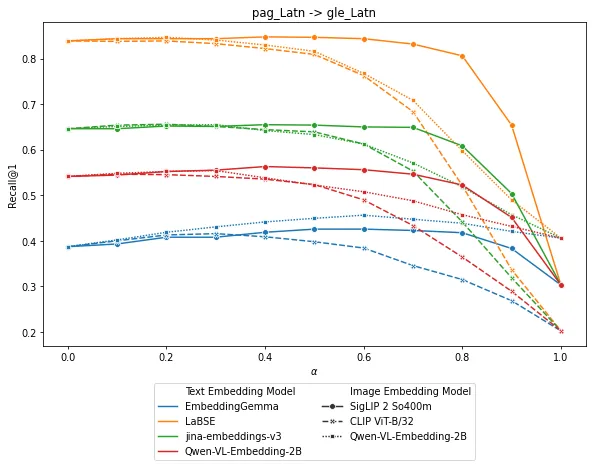 pag_Latn -> gle_Latn
Recall@1
0.8
0.7
0.6
0.5
0.4
0.3
0.2
0.0 0.2 0.4 0.6 0.8 1.0
α
Text Embedding Model Image Embedding Model
EmbeddingGemma SigLIP 2 So400m
LaBSE CLIP ViT-B/32
jina-embeddings-v3 Qwen-VL-Embedding-2B
Qwen-VL-Embedding-2B